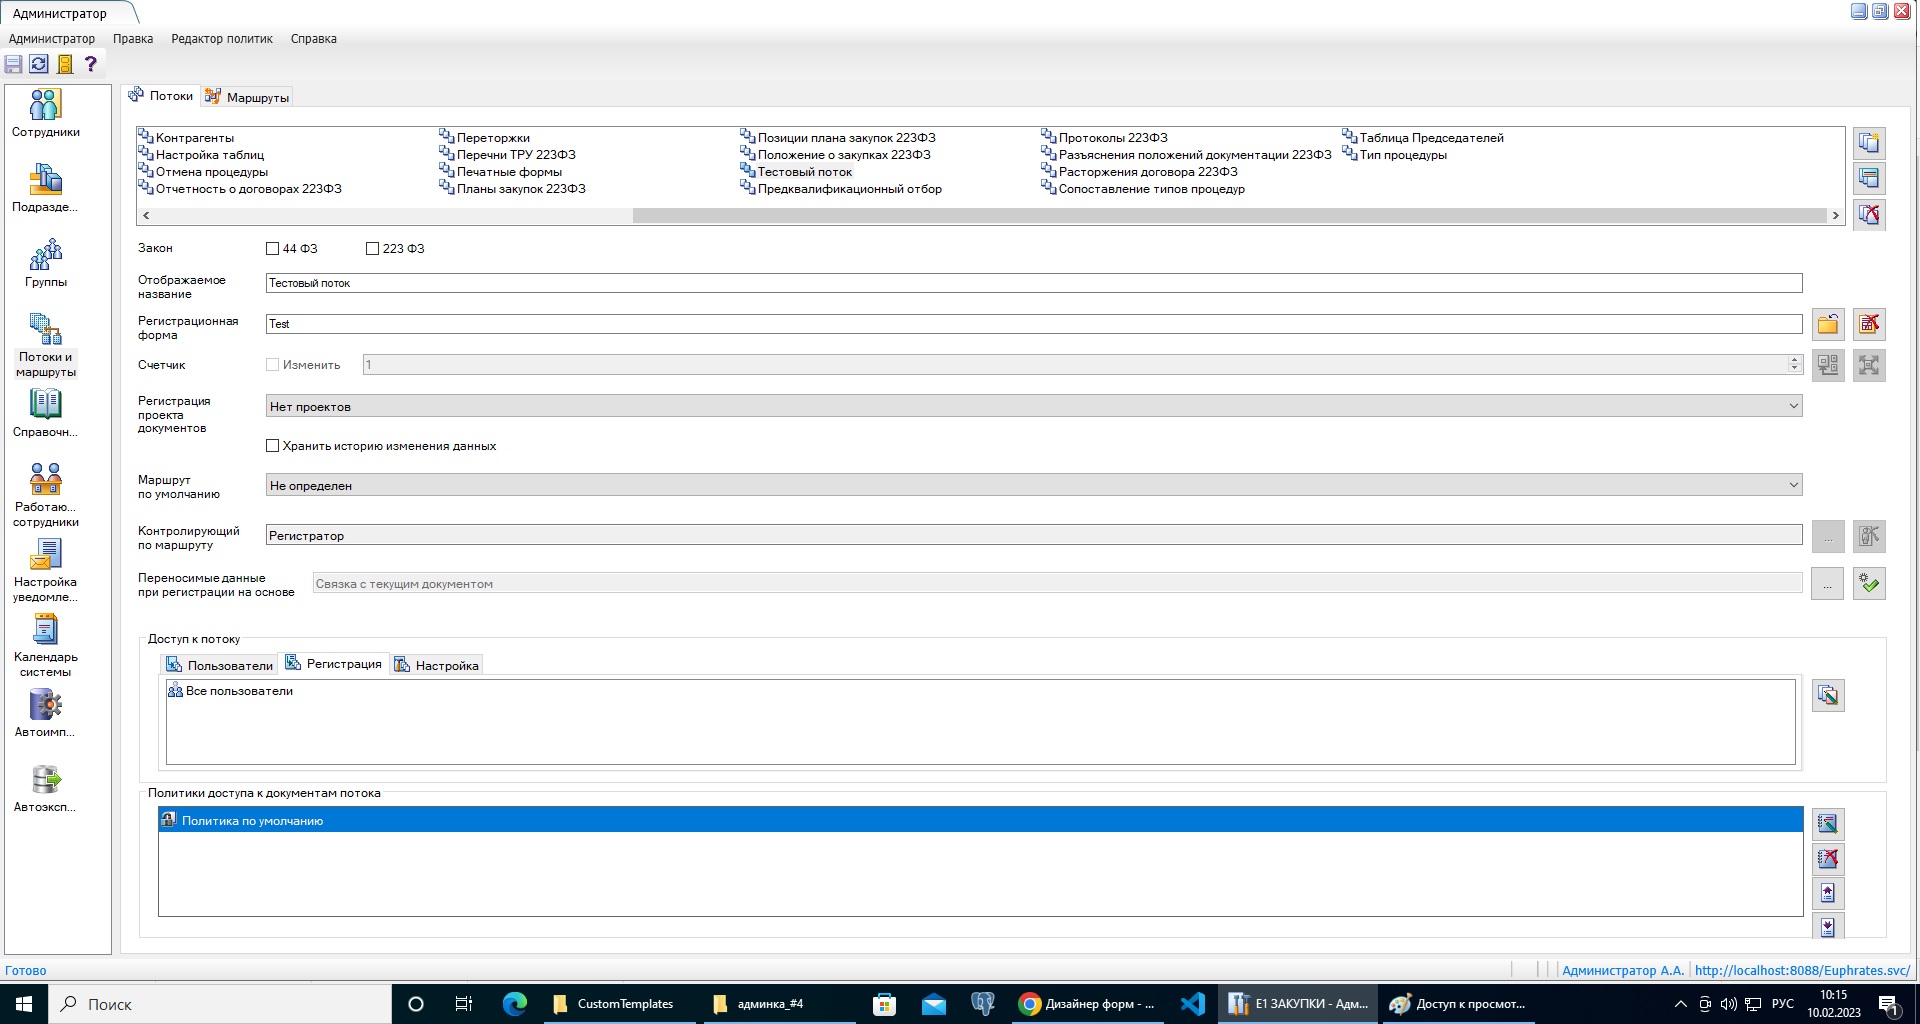 Администратор
Администратор Правка Редактор политик Справка
Сотрудники
Подразде...
Группы
Потоки и
маршруты
Справочн...
Работаю...
сотрудники
Настройка
уведомле...
Календарь
системы
Автоимп...
Автоэксп...
Потоки Маршруты
Контрагенты Переторжки Позиции плана закупок 223ФЗ Протоколы 223ФЗ Таблица Председателей
Настройка таблиц Перечни ТРУ 223ФЗ Положение о закупках 223ФЗ Разъяснения положений документации 223ФЗ Тип процедуры
Отмена процедуры Печатные формы Тестовый поток Расторжения договора 223ФЗ
Отчетность о договорах 223ФЗ Планы закупок 223ФЗ Предквалификационный отбор Сопоставление типов процедур
Закон 44 ФЗ 223 ФЗ
Отображаемое
название Тестовый поток
Регистрационная
форма Test
Счетчик Изменить 1
Регистрация
проекта
документов Нет проектов
Хранить историю изменения данных
Маршрут
по умолчанию Не определен
Контролирующий
по маршруту Регистратор ...
Переносимые данные
при регистрации на основе Связка с текущим документом ...
Доступ к потоку
Пользователи Регистрация Настройка
Все пользователи
Политики доступа к документам потока
Политика по умолчанию
Готово Администратор А.А. http://localhost:8088/Euphrates.svc/
Поиск CustomTemplates админка_#4 Дизайнер форм - ... Е1 ЗАКУПКИ - Адм... Доступ к просмот... РУС 10:15
10.02.2023 1